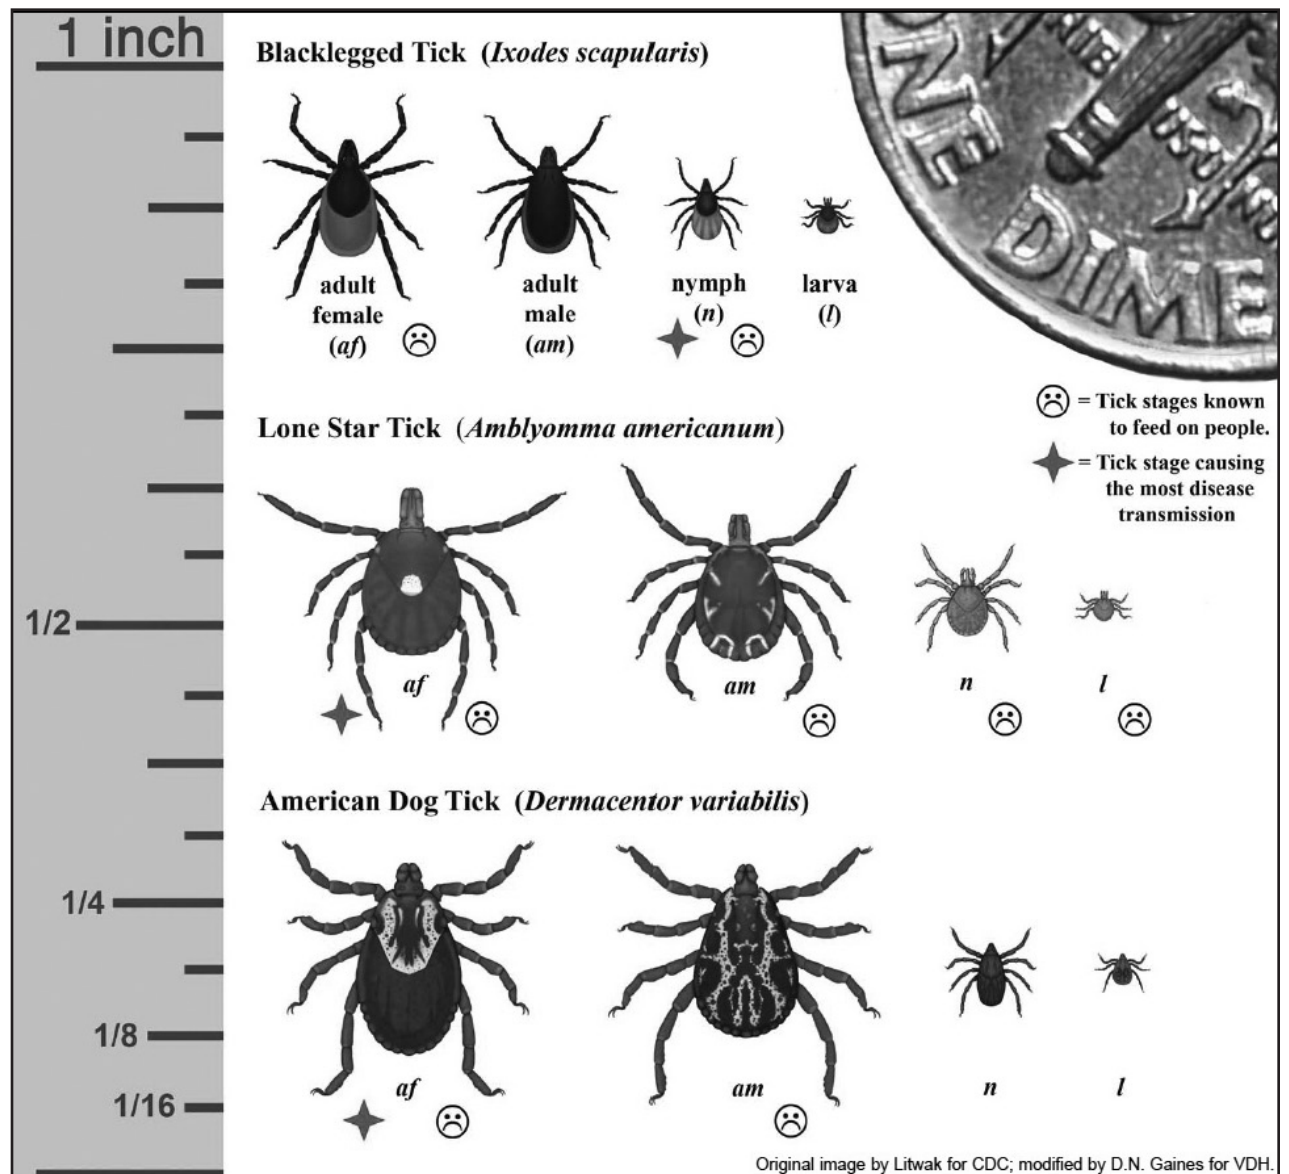 1 inch
1/2
1/4
1/8
1/16
Blacklegged Tick (Ixodes scapularis)
adult
female
(af)
adult
male
(am)
nymph
(n)
larva
(l)
ONE
DIME
= Tick stages known
to feed on people.
= Tick stage causing
the most disease
transmission
Lone Star Tick (Amblyomma americanum)
af
am
n
l
American Dog Tick (Dermacentor variabilis)
af
am
n
l
Original image by Litwak for CDC; modified by D.N. Gaines for VDH.